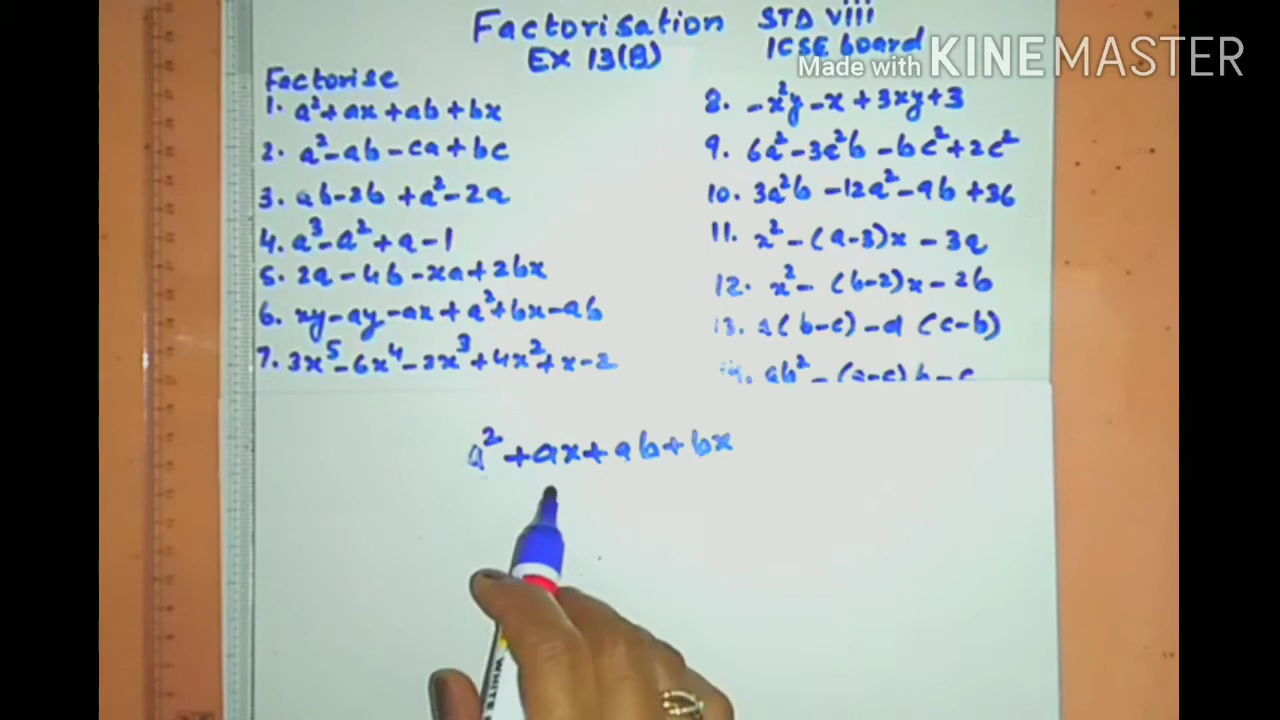 Factorisation STD VIII
ICSE board
EX 13(B)
Made with KINEMASTER
Factorise
1. a²+ax+ab+bx
2. a²-ab-ca+bc
3. ab-2b+a²-2a
4. a³-a²+a-1
5. 2a-4b-xa+2bx
6. xy-ay-ax+a²+bx-ab
7. 3x⁵-6x⁴-2x³+4x²+x-2
8. -x²y-x+3xy+3
9. 6a²-3a²b-bc²+2c²
10. 3a²b-12a²-9b+36
11. x²-(a-3)x-3a
12. x²-(b-2)x-2b
13. a(b-c)-d(c-b)
14. ab²-(a-c)b-c
a²+ax+ab+bx
WHITE